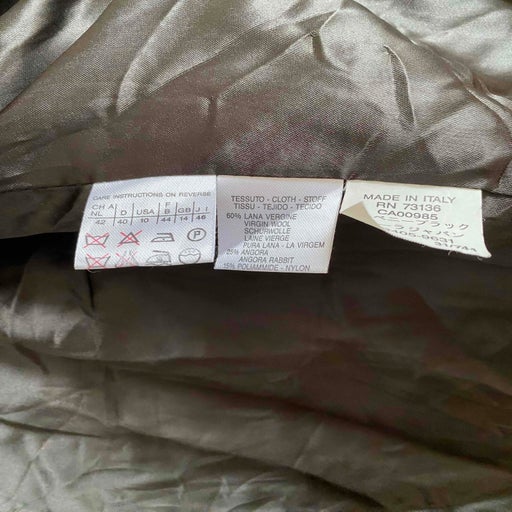 CARE INSTRUCTIONS ON REVERSE
CH A NL D USA F B GB J I
42 40 10 44 14 46
TESSUTO - CLOTH - STOFF
TISSU - TEJIDO - TECIDO
60% LANA VERGINE
VIRGIN WOOL
SCHURWOLLE
LAINE VIERGE
PURA LANA - LA VIRGEM
25% ANGORA
ANGORA RABBIT
15% POLIAMMIDE - NYLON
MADE IN ITALY
RN 73136
CA00985